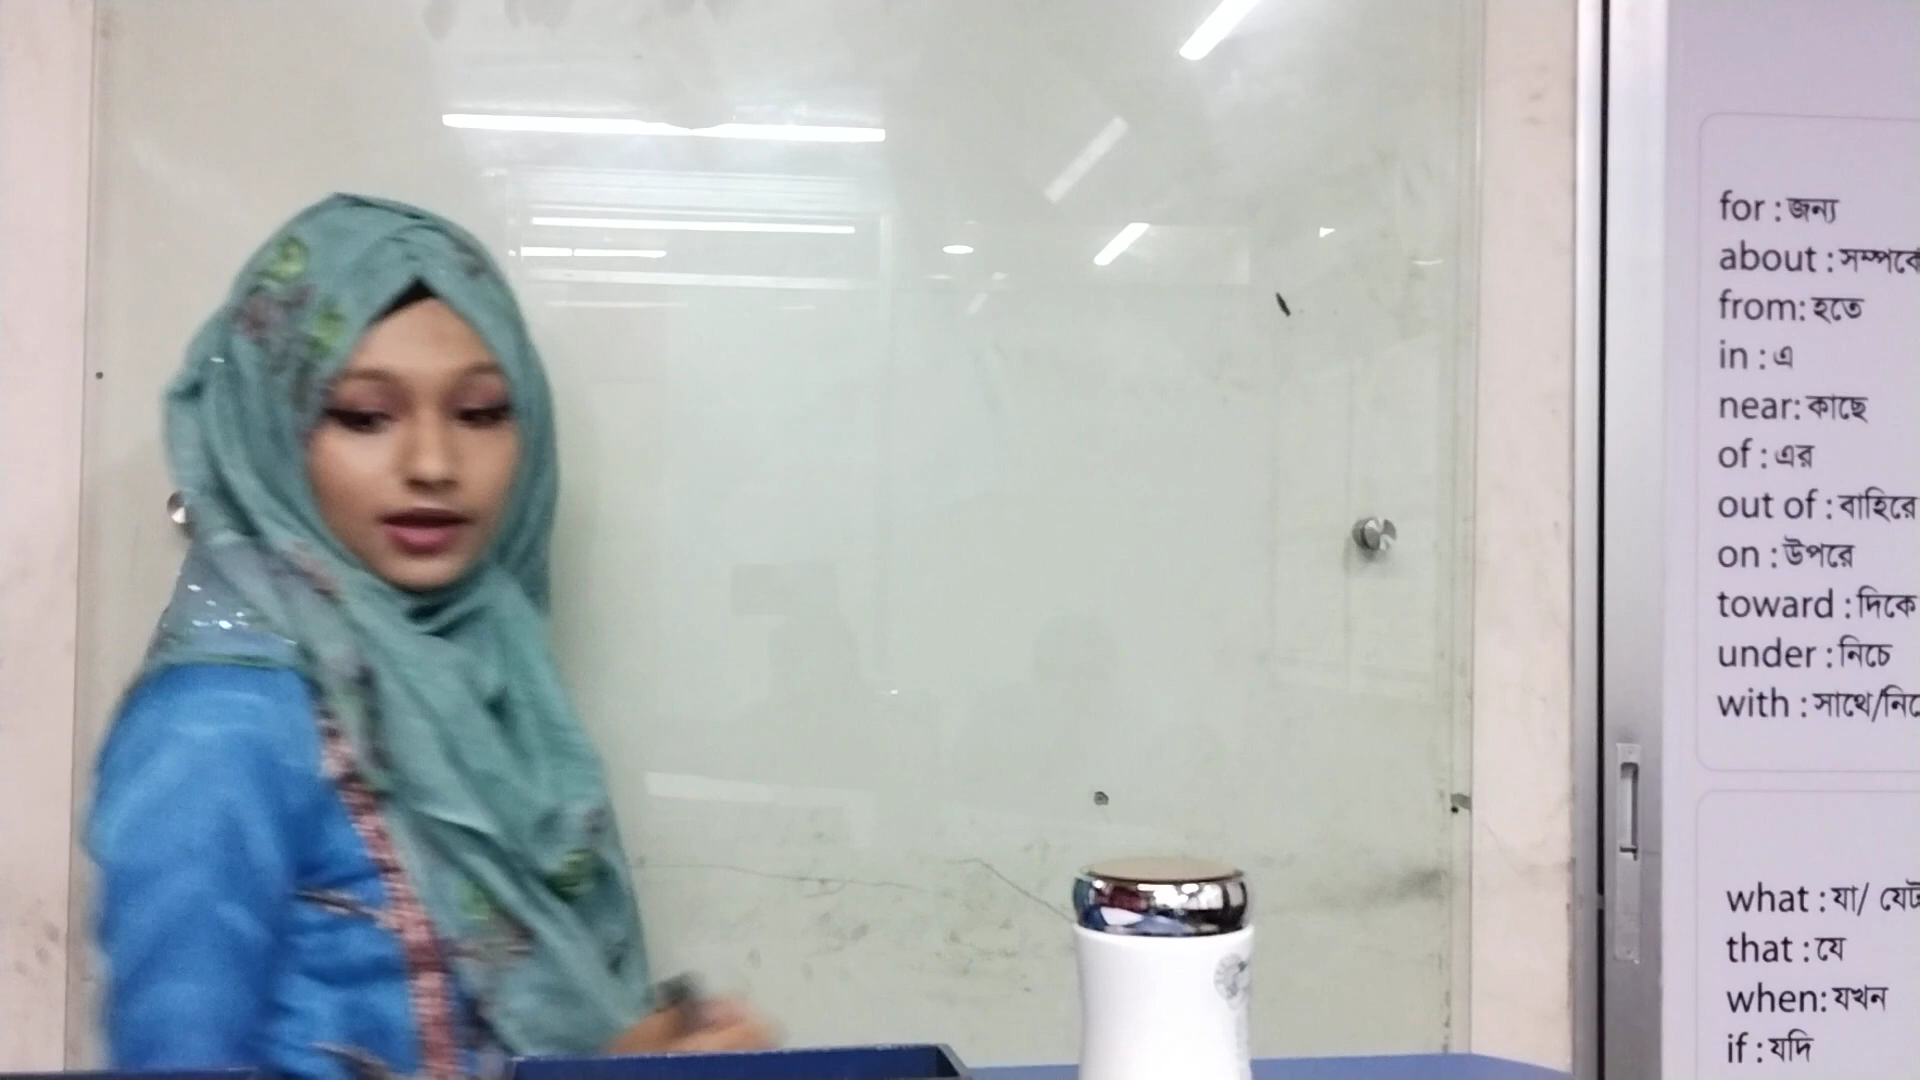 for : জন্য
about : সম্পর্কে
from: হতে
in : এ
near: কাছে
of : এর
out of : বাহিরে
on : উপরে
toward : দিকে
under : নিচে
with : সাথে/
what : যা/
that : যে
when: যখন
if : যদি